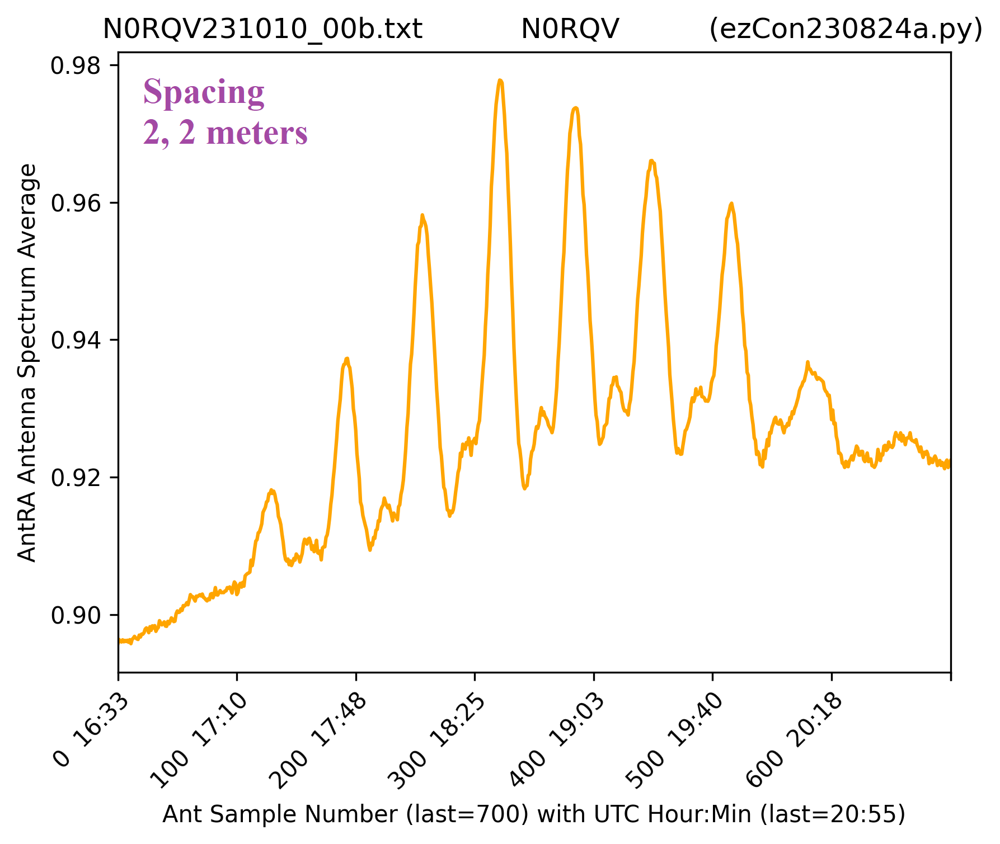 N0RQV231010_00b.txt N0RQV (ezCon230824a.py)
Spacing
2, 2 meters
AntRA Antenna Spectrum Average
0.98
0.96
0.94
0.92
0.90
0 16:33
100 17:10
200 17:48
300 18:25
400 19:03
500 19:40
600 20:18
Ant Sample Number (last=700) with UTC Hour:Min (last=20:55)